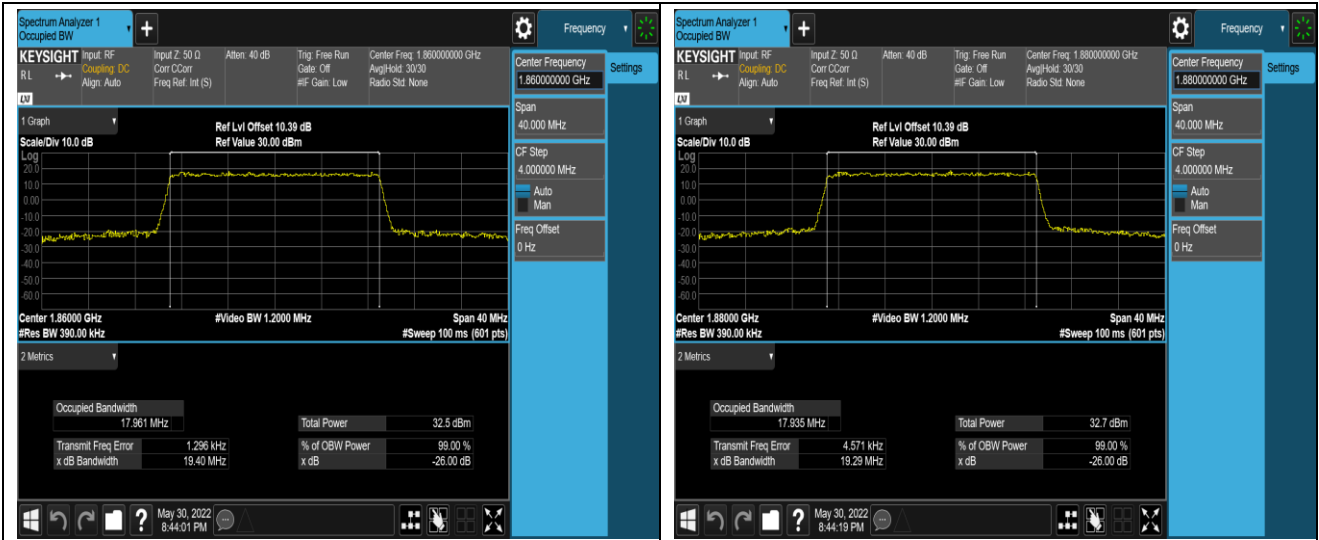 Spectrum Analyzer 1
Occupied BW
+
Frequency
KEYSIGHT Input: RF Input Z: 50 Ω Atten: 40 dB Trig: Free Run Center Freq: 1.860000000 GHz
Coupling: DC Corr CCorr Gate: Off Avg|Hold: 30/30
RL Align: Auto Freq Ref: Int (S) #IF Gain: Low Radio Std: None
LXI
Center Frequency
1.860000000 GHz
Settings
Span
40.000 MHz
CF Step
4.000000 MHz
Auto
Man
Freq Offset
0 Hz
1 Graph
Ref Lvl Offset 10.39 dB
Scale/Div 10.0 dB Ref Value 30.00 dBm
Log
20.0
10.0
0.00
-10.0
-20.0
-30.0
-40.0
-50.0
-60.0
Center 1.86000 GHz #Video BW 1.2000 MHz Span 40 MHz
#Res BW 390.00 kHz #Sweep 100 ms (601 pts)
2 Metrics
Occupied Bandwidth
17.961 MHz Total Power 32.5 dBm
Transmit Freq Error 1.296 kHz % of OBW Power 99.00 %
x dB Bandwidth 19.40 MHz x dB -26.00 dB
? May 30, 2022
8:44:01 PM
Spectrum Analyzer 1
Occupied BW
+
Frequency
KEYSIGHT Input: RF Input Z: 50 Ω Atten: 40 dB Trig: Free Run Center Freq: 1.880000000 GHz
Coupling: DC Corr CCorr Gate: Off Avg|Hold: 30/30
RL Align: Auto Freq Ref: Int (S) #IF Gain: Low Radio Std: None
LXI
Center Frequency
1.880000000 GHz
Settings
Span
40.000 MHz
CF Step
4.000000 MHz
Auto
Man
Freq Offset
0 Hz
1 Graph
Ref Lvl Offset 10.39 dB
Scale/Div 10.0 dB Ref Value 30.00 dBm
Log
20.0
10.0
0.00
-10.0
-20.0
-30.0
-40.0
-50.0
-60.0
Center 1.88000 GHz #Video BW 1.2000 MHz Span 40 MHz
#Res BW 390.00 kHz #Sweep 100 ms (601 pts)
2 Metrics
Occupied Bandwidth
17.935 MHz Total Power 32.7 dBm
Transmit Freq Error 4.571 kHz % of OBW Power 99.00 %
x dB Bandwidth 19.29 MHz x dB -26.00 dB
? May 30, 2022
8:44:19 PM